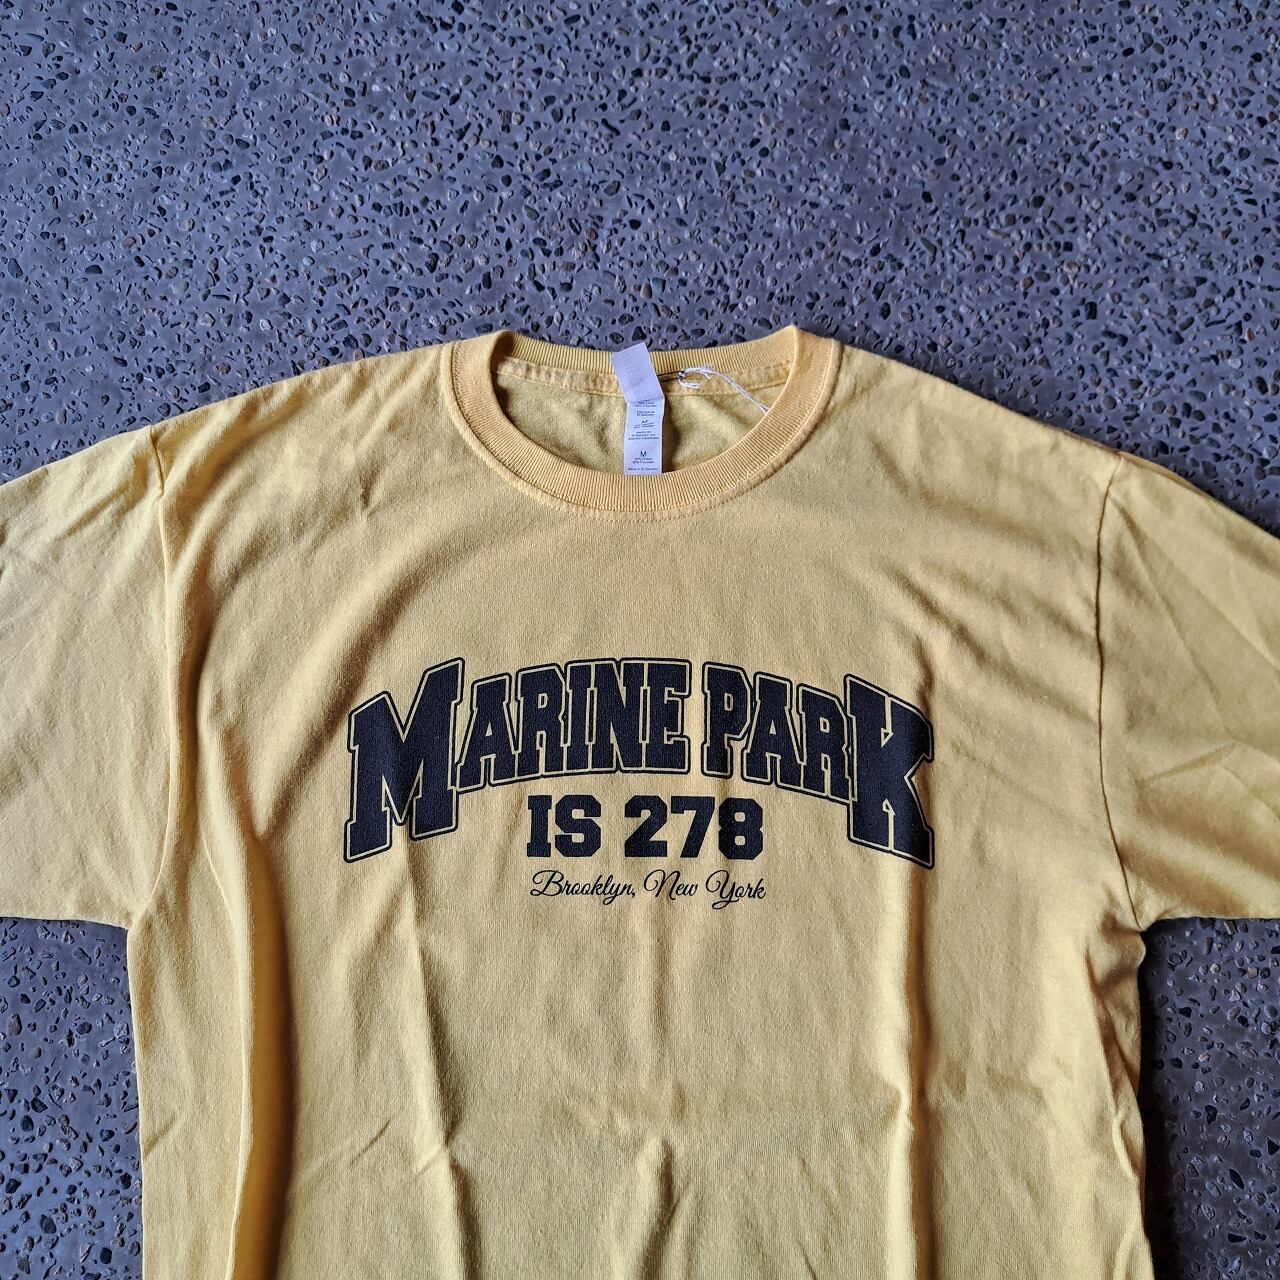 M
M
MARINE PARK
IS 278
Brooklyn, New York